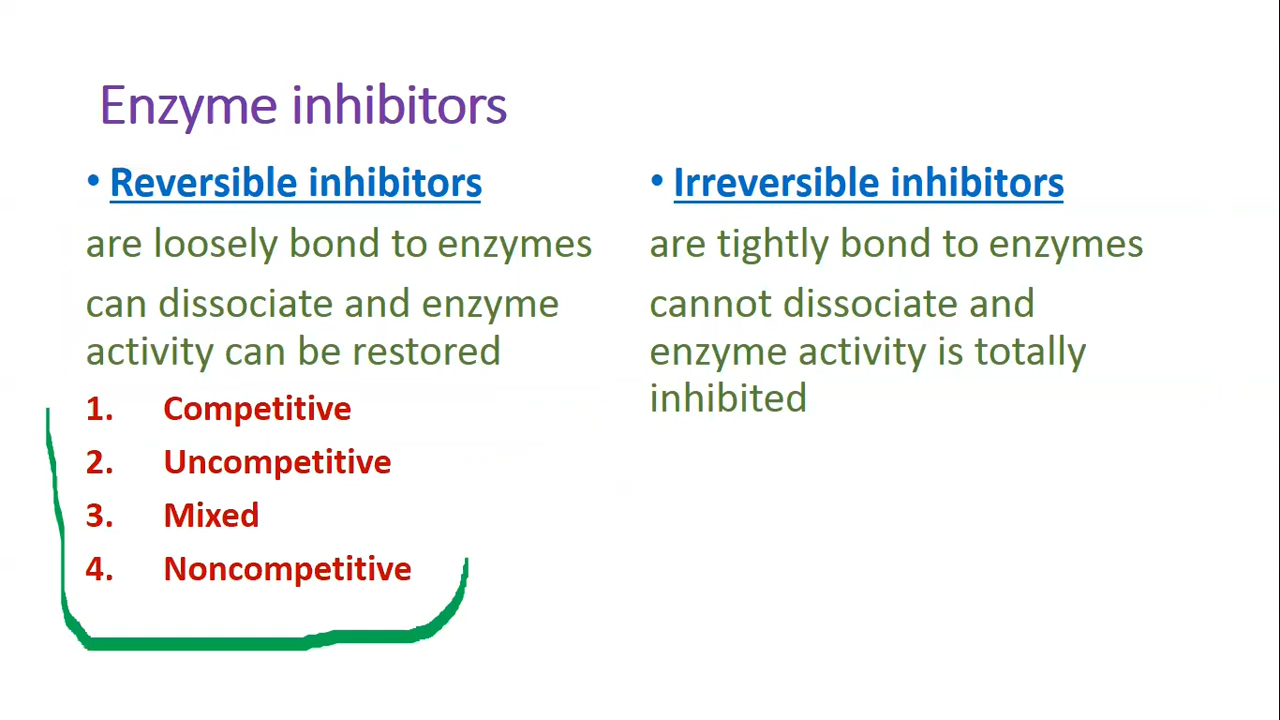 Enzyme inhibitors
• Reversible inhibitors
are loosely bond to enzymes
can dissociate and enzyme
activity can be restored
1. Competitive
2. Uncompetitive
3. Mixed
4. Noncompetitive
• Irreversible inhibitors
are tightly bond to enzymes
cannot dissociate and
enzyme activity is totally
inhibited